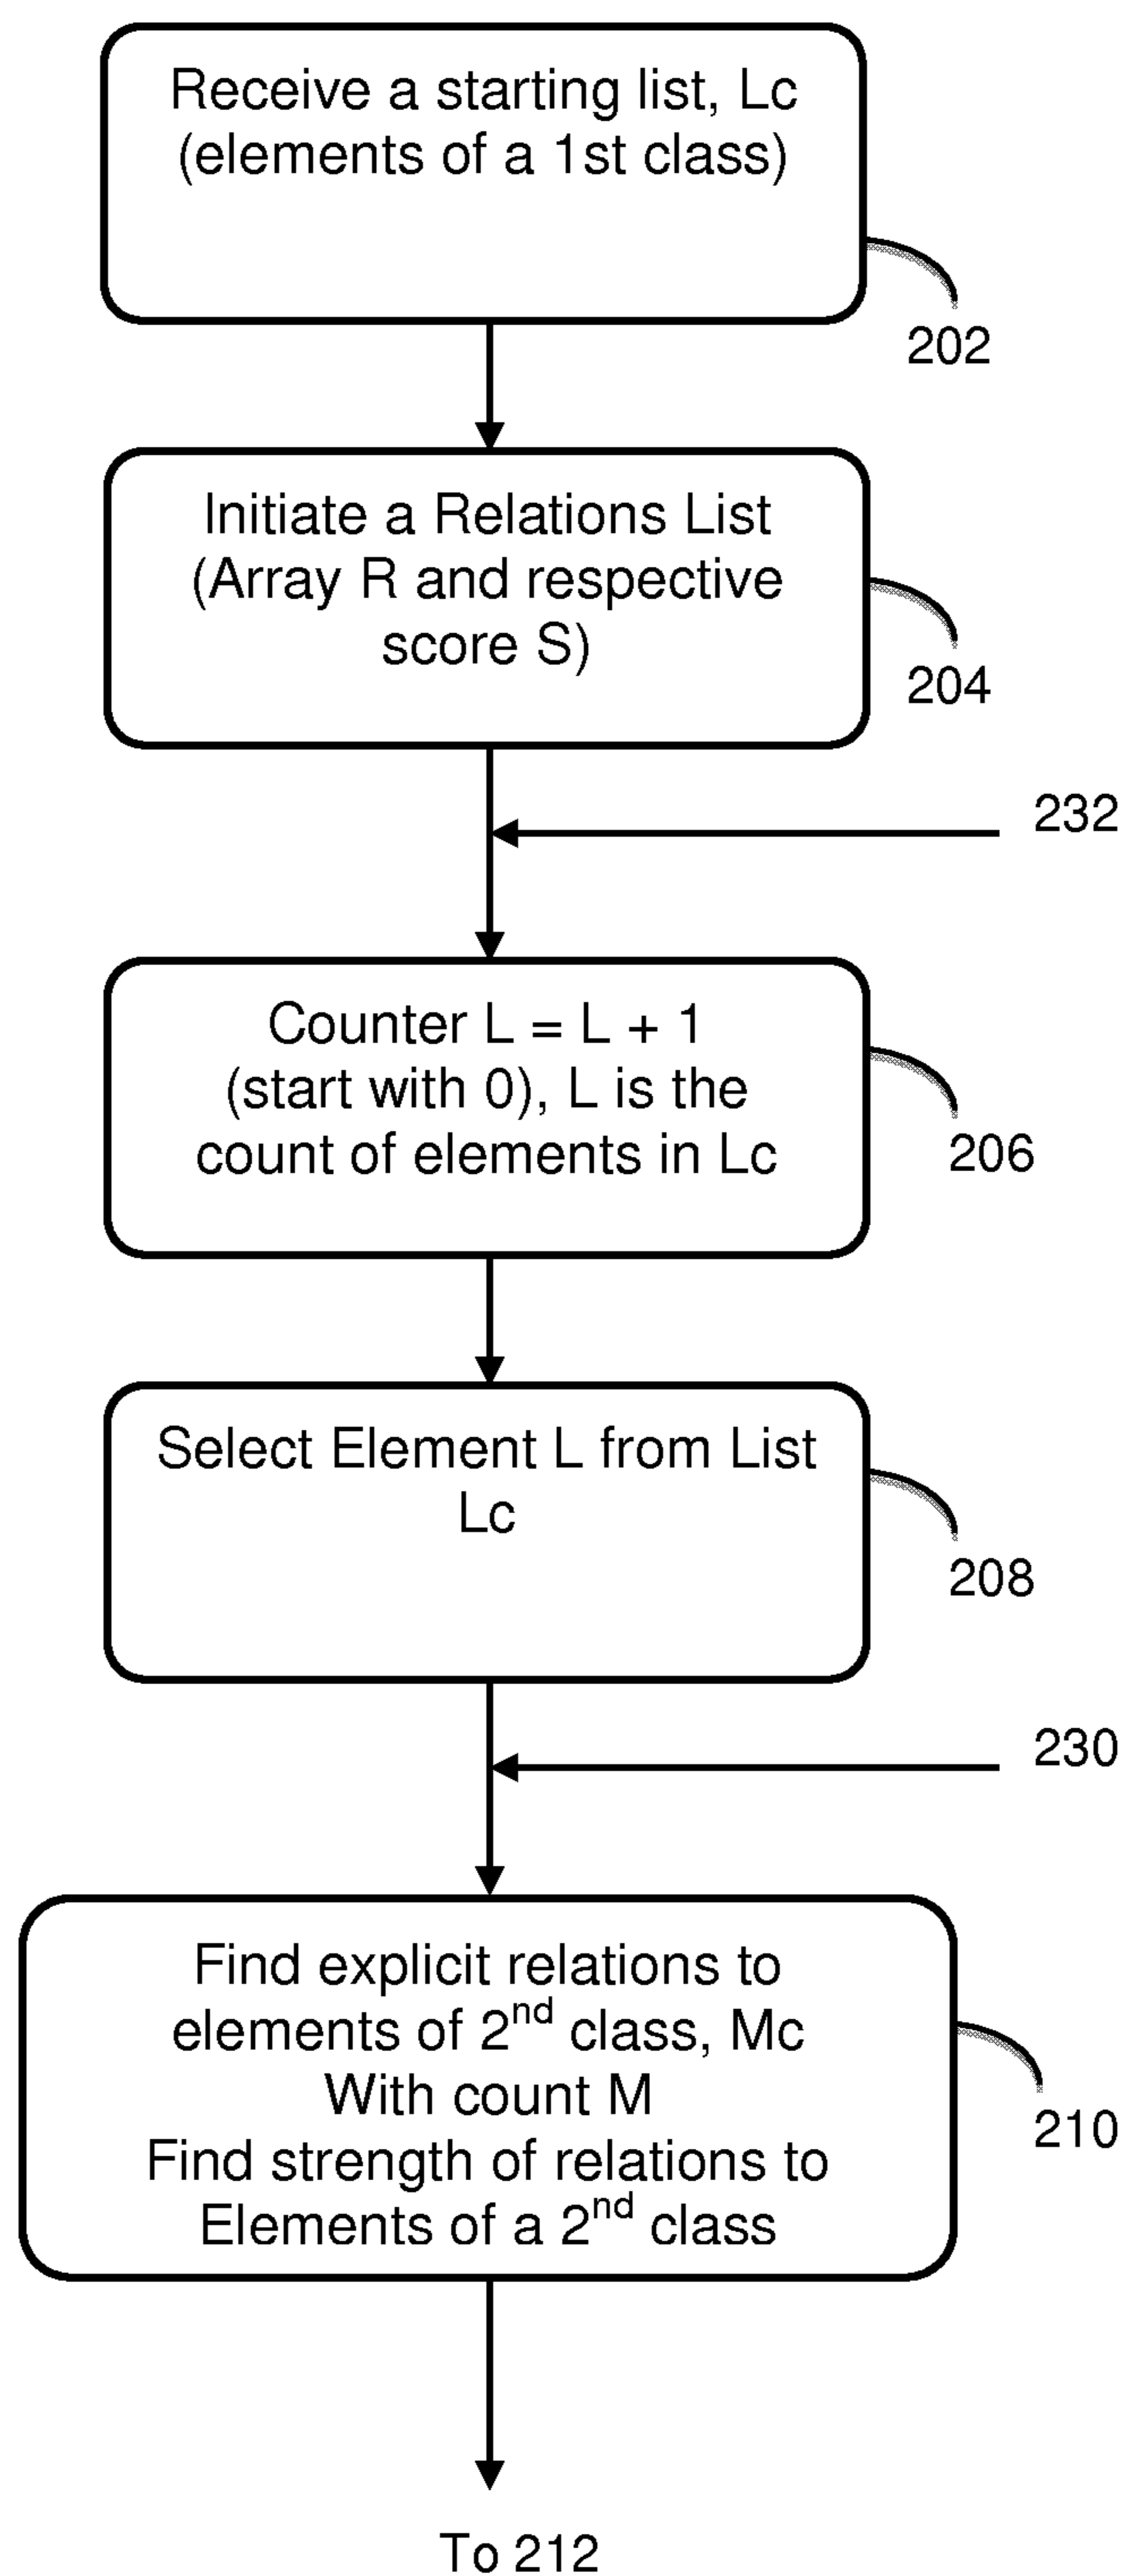 Receive a starting list, Lc
(elements of a 1st class)
202
Initiate a Relations List
(Array R and respective
score S)
204
232
Counter L = L + 1
(start with 0), L is the
count of elements in Lc
206
Select Element L from List
Lc
208
230
Find explicit relations to
elements of 2nd class, Mc
With count M
Find strength of relations to
Elements of a 2nd class
210
To 212